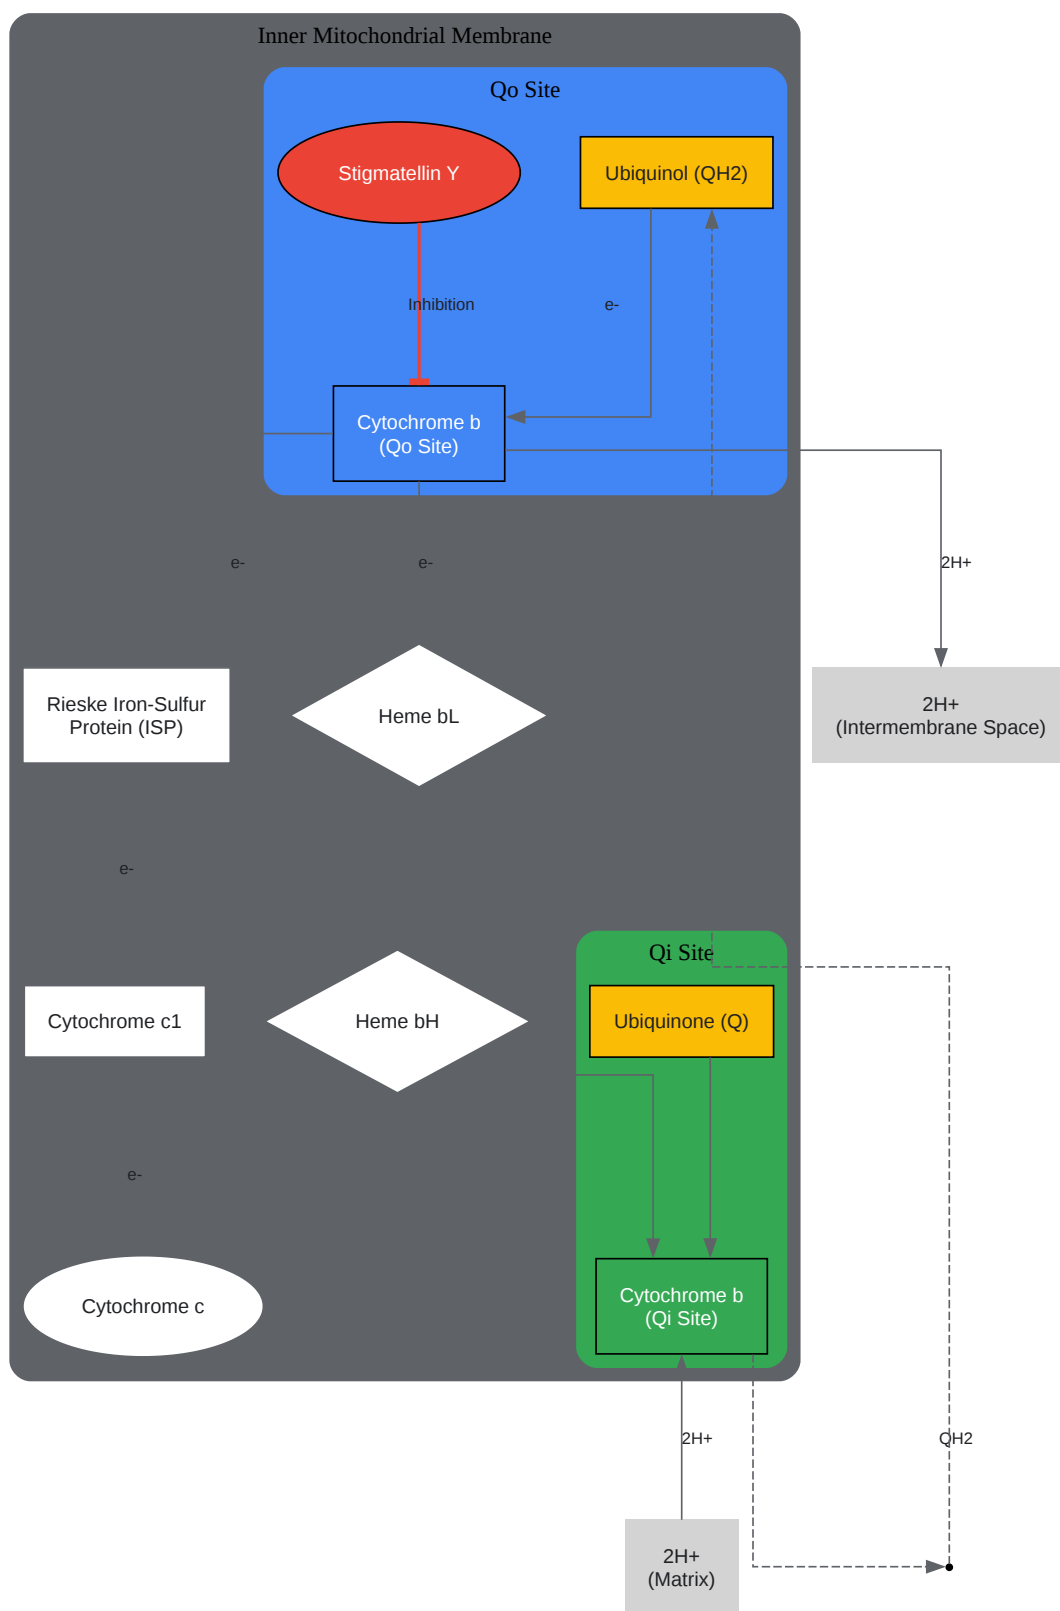 Inner Mitochondrial Membrane
Qo Site
Stigmatellin Y
Ubiquinol (QH2)
Inhibition
e-
Cytochrome b
(Qo Site)
e-
e-
2H+
Rieske Iron-Sulfur
Protein (ISP)
Heme bL
2H+
(Intermembrane Space)
e-
Qi Site
Cytochrome c1
Heme bH
Ubiquinone (Q)
e-
Cytochrome c
Cytochrome b
(Qi Site)
2H+
QH2
2H+
(Matrix)